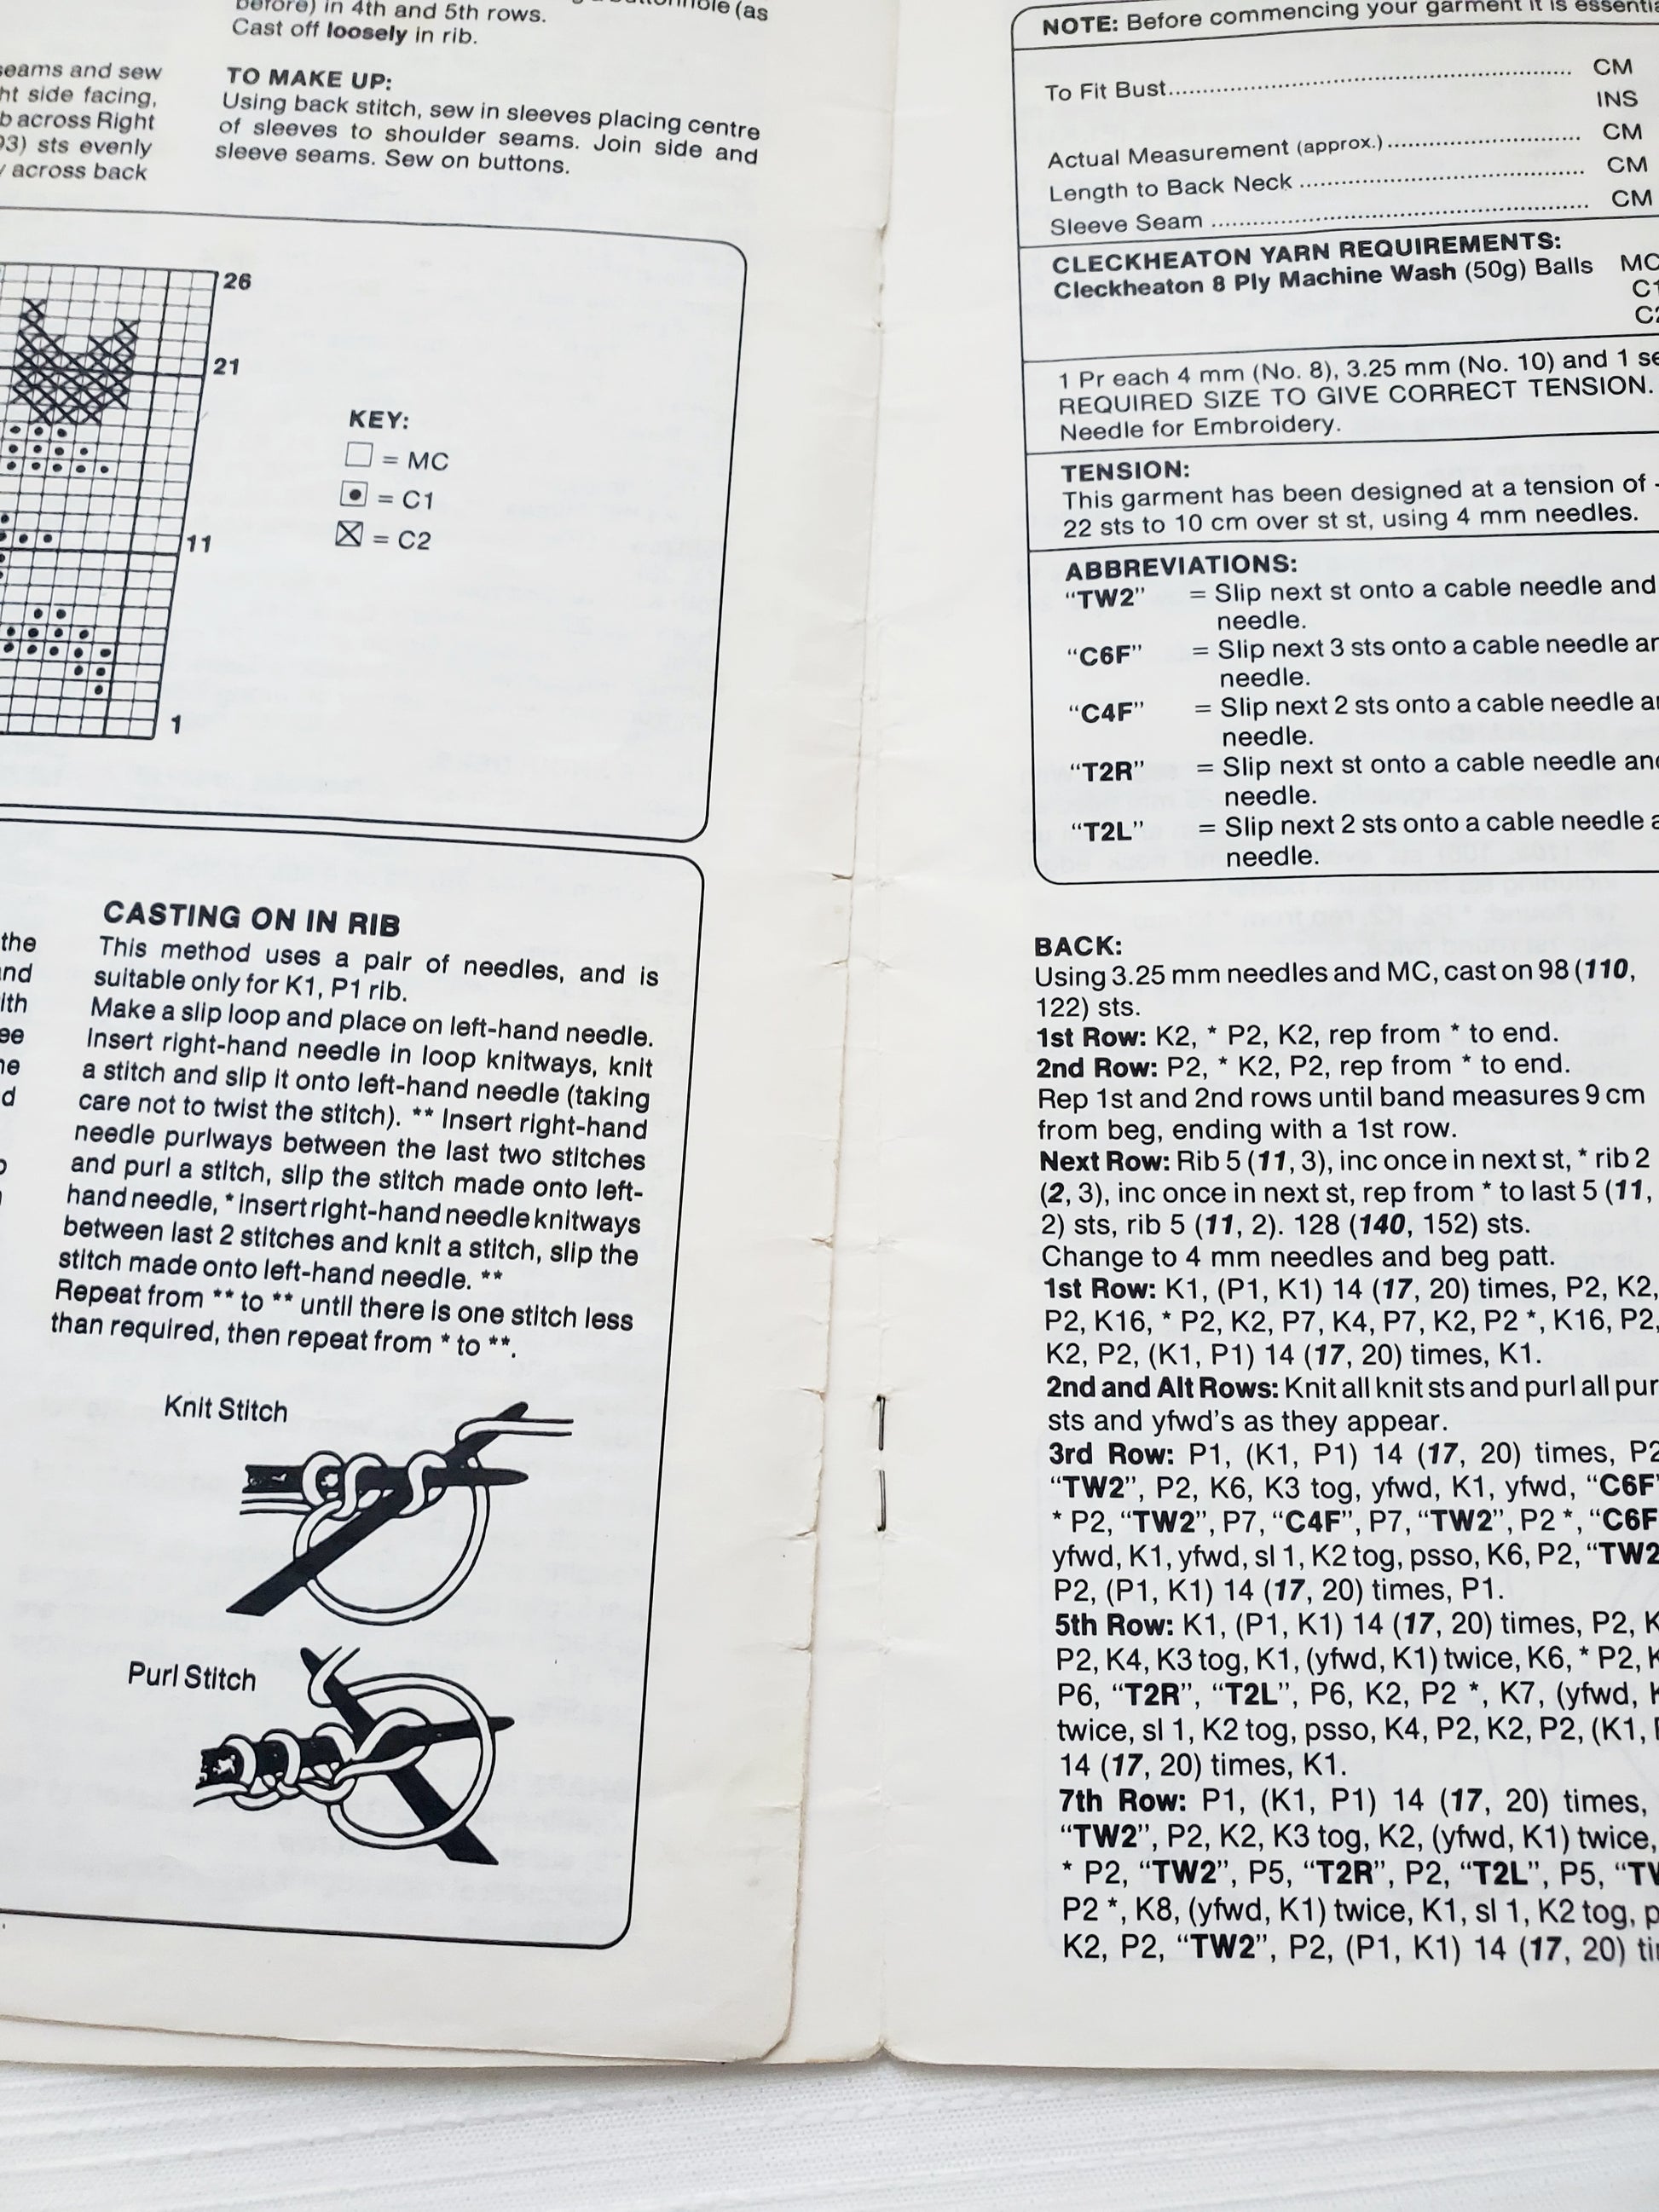 before) in 4th and 5th rows.
Cast off loosely in rib.
seams and sew
side facing,
across Right
sts evenly
across back
TO MAKE UP:
Using back stitch, sew in sleeves placing centre
of sleeves to shoulder seams. Join side and
sleeve seams. Sew on buttons.
26
21
11
1
KEY:
= MC
= C1
= C2
the
CASTING ON IN RIB
This method uses a pair of needles, and is
suitable only for K1, P1 rib.
Make a slip loop and place on left-hand needle.
Insert right-hand needle in loop knitways, knit
a stitch and slip it onto left-hand needle (taking
care not to twist the stitch). ** Insert right-hand
needle purlways between the last two stitches
and purl a stitch, slip the stitch made onto left-
hand needle, * insert right-hand needle knitways
between last 2 stitches and knit a stitch, slip the
stitch made onto left-hand needle. **
Repeat from ** to ** until there is one stitch less
than required, then repeat from * to **.
Knit Stitch
Purl Stitch
NOTE: Before commencing your garment it is
To Fit Bust.................... CM
INS
Actual Measurement (approx.).................... CM
Length to Back Neck .................... CM
Sleeve Seam .................... CM
CLECKHEATON YARN REQUIREMENTS:
Cleckheaton 8 Ply Machine Wash (50g) Balls MC
1 Pr each 4 mm (No. 8), 3.25 mm (No. 10) and 1
REQUIRED SIZE TO GIVE CORRECT TENSION.
Needle for Embroidery.
TENSION:
This garment has been designed at a tension of
22 sts to 10 cm over st st, using 4 mm needles.
ABBREVIATIONS:
“TW2” = Slip next st onto a cable needle and
needle.
“C6F” = Slip next 3 sts onto a cable needle
needle.
“C4F” = Slip next 2 sts onto a cable needle
needle.
“T2R” = Slip next st onto a cable needle
needle.
“T2L” = Slip next 2 sts onto a cable needle
needle.
BACK:
Using 3.25 mm needles and MC, cast on 98 (110,
122) sts.
1st Row: K2, * P2, K2, rep from * to end.
2nd Row: P2, * K2, P2, rep from * to end.
Rep 1st and 2nd rows until band measures 9 cm
from beg, ending with a 1st row.
Next Row: Rib 5 (11, 3), inc once in next st, * rib 2
(2, 3), inc once in next st, rep from * to last 5 (11,
2) sts, rib 5 (11, 2). 128 (140, 152) sts.
Change to 4 mm needles and beg patt.
1st Row: K1, (P1, K1) 14 (17, 20) times, P2, K2,
P2, K16, * P2, K2, P7, K4, P7, K2, P2 *, K16, P2,
K2, P2, (K1, P1) 14 (17, 20) times, K1.
2nd and Alt Rows: Knit all knit sts and purl all
sts and yfwd's as they appear.
3rd Row: P1, (K1, P1) 14 (17, 20) times, P2
“TW2”, P2, K6, K3 tog, yfwd, K1, yfwd, “C6F”
* P2, “TW2”, P7, “C4F”, P7, “TW2”, P2 *, “C6F
yfwd, K1, yfwd, sl 1, K2 tog, psso, K6, P2, “TW2
P2, (P1, K1) 14 (17, 20) times, P1.
5th Row: K1, (P1, K1) 14 (17, 20) times, P2,
P2, K4, K3 tog, K1, (yfwd, K1) twice, K6, * P2,
P6, “T2R”, “T2L”, P6, K2, P2 *, K7, (yfwd,
twice, sl 1, K2 tog, psso, K4, P2, K2, P2, (K1,
14 (17, 20) times, K1.
7th Row: P1, (K1, P1) 14 (17, 20) times,
“TW2”, P2, K2, K3 tog, K2, (yfwd, K1) twice,
* P2, “TW2”, P5, “T2R”, P2, “T2L”, P5,
P2 *, K8, (yfwd, K1) twice, K1, sl 1, K2 tog,
K2, P2, “TW2”, P2, (P1, K1) 14 (17, 20)